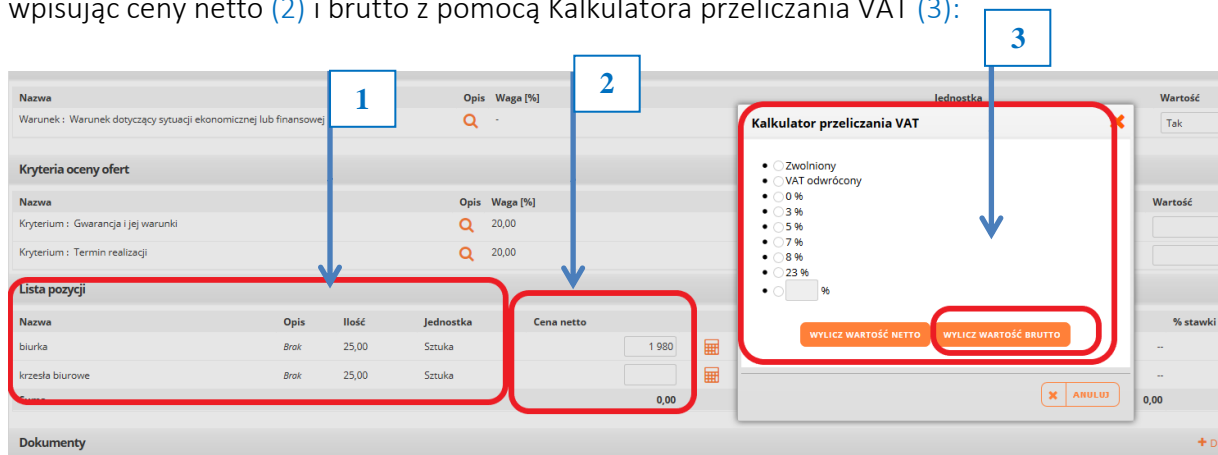 wpisując ceny netto (2) i brutto z pomocą Kalkulatora przeliczania VAT (3):
1
2
3
Nazwa Opis Waga [%] Jednostka Wartość
Warunek : Warunek dotyczący sytuacji ekonomicznej lub finansowej - Tak
Kryteria oceny ofert
Nazwa Opis Waga [%] Wartość
Kryterium : Gwarancja i jej warunki 20,00
Kryterium : Termin realizacji 20,00
Lista pozycji
Nazwa Opis Ilość Jednostka Cena netto % stawki
biurka Brak 25,00 Sztuka 1 980 --
krzesła biurowe Brak 25,00 Sztuka --
Suma 0,00 0,00
Dokumenty + D
Kalkulator przeliczania VAT
Zwolniony
VAT odwrócony
0 %
3 %
5 %
7 %
8 %
23 %
%
WYLICZ WARTOŚĆ NETTO WYLICZ WARTOŚĆ BRUTTO
ANULUJ